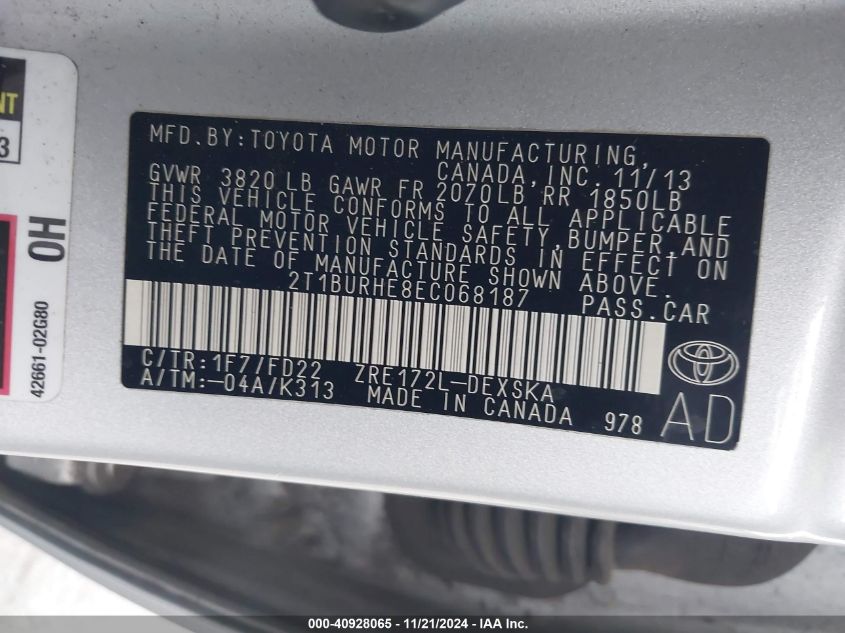 NT
3
OH
42661-02G80
MFD.BY:TOYOTA MOTOR MANUFACTURING,
CANADA,INC. 11/13
GVWR 3820 LB GAWR FR 2070LB RR 1850LB
THIS VEHICLE CONFORMS TO ALL APPLICABLE
FEDERAL MOTOR VEHICLE SAFETY,BUMPER,AND
THEFT PREVENTION STANDARDS IN EFFECT ON
THE DATE OF MANUFACTURE SHOWN ABOVE.
2T1BURHE8EC068187 PASS.CAR
C/TR:1F7/FD22 ZRE172L-DEXSKA
A/TM:-04A/K313 MADE IN CANADA 978 AD
000-40928065 - 11/21/2024 - IAA Inc.